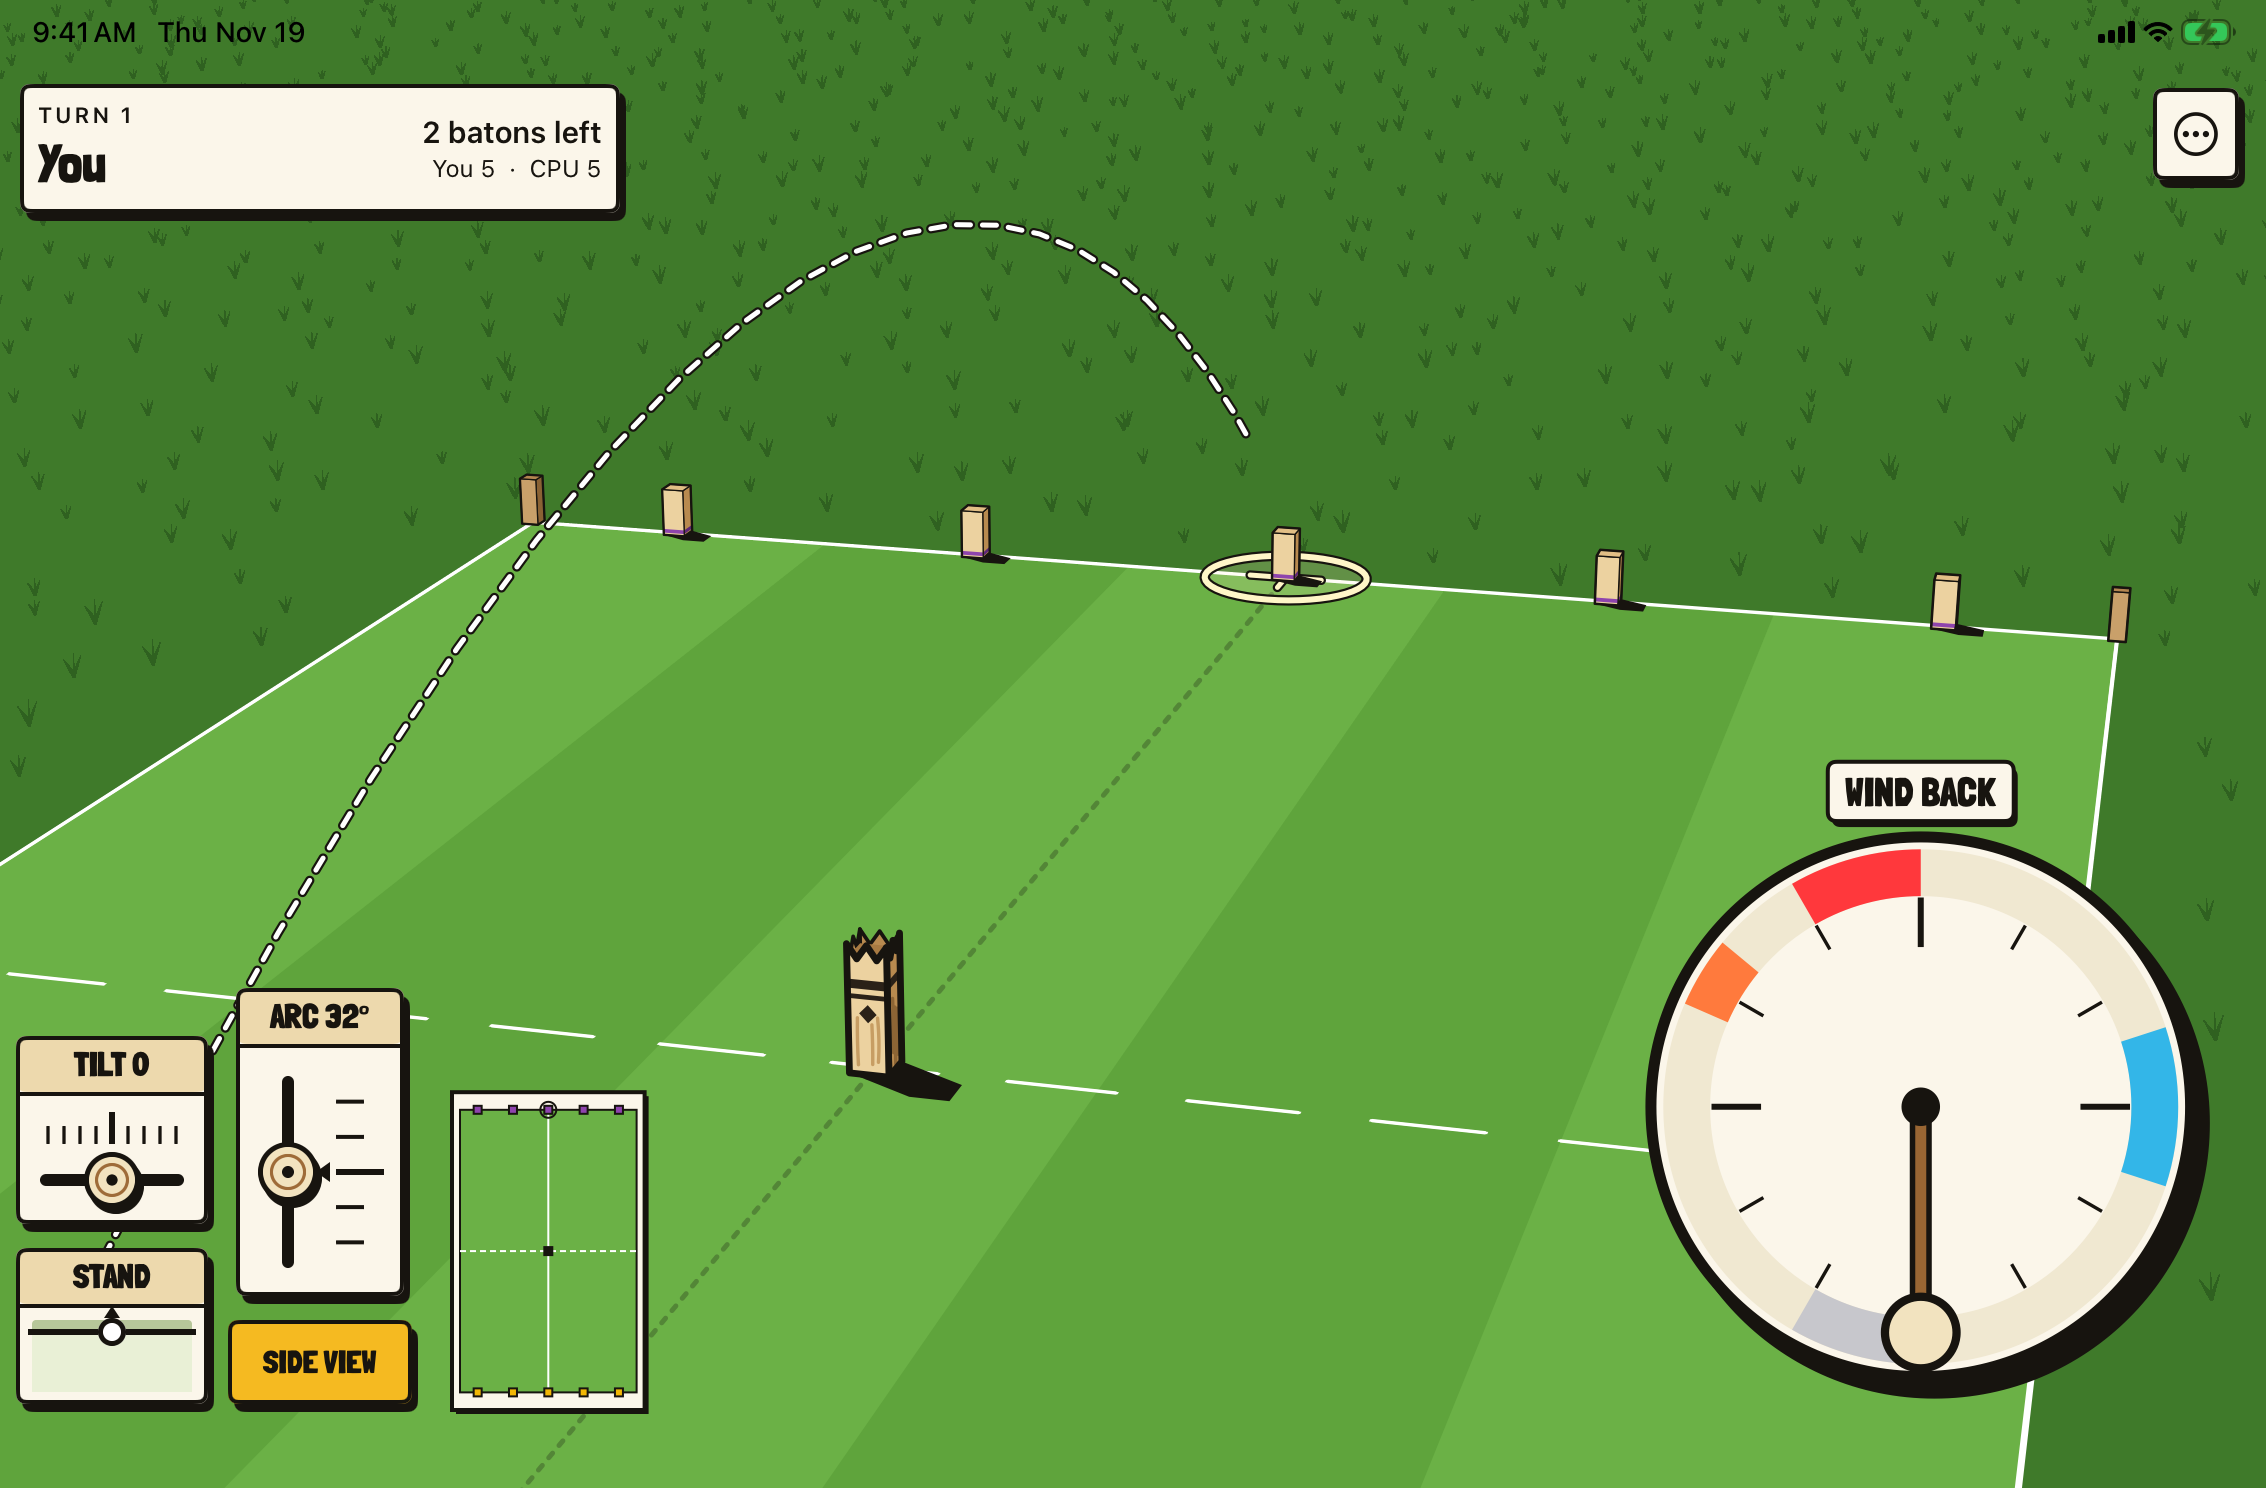 9:41 AM Thu Nov 19
TURN 1
You
2 batons left
You 5 · CPU 5
WIND BACK
ARC 32°
TILT 0
STAND
SIDE VIEW